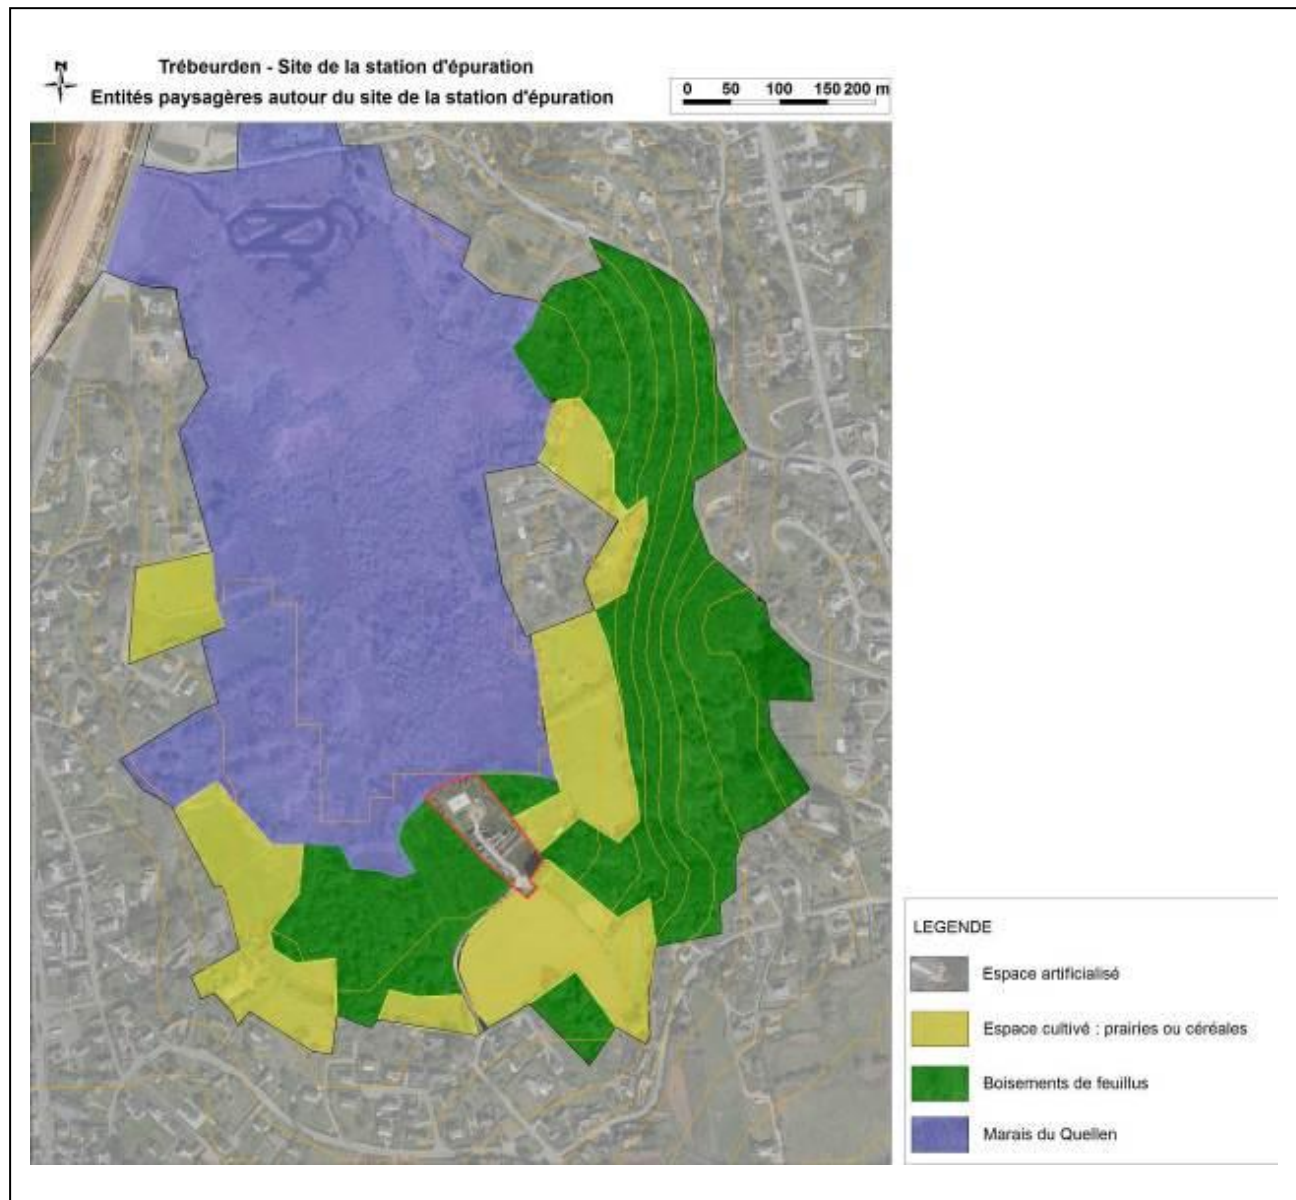 N
Trébeurden - Site de la station d'épuration
Entités paysagères autour du site de la station d'épuration
0 50 100 150 200 m
LEGENDE
Espace artificialisé
Espace cultivé : prairies ou céréales
Boisements de feuillus
Marais du Quellen